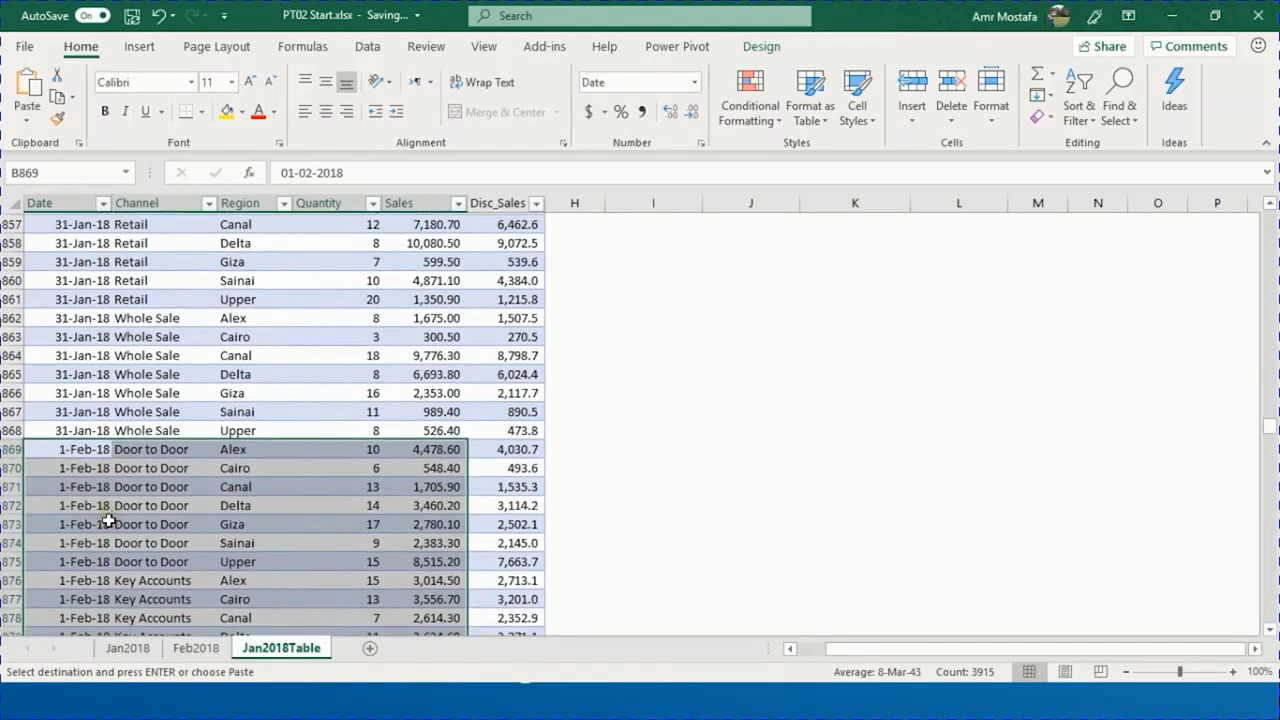 AutoSave On PT02 Start.xlsx - Saving... Search Amr Mostafa
File Home Insert Page Layout Formulas Data Review View Add-ins Help Power Pivot Design Share Comments
Paste Calibri 11 Wrap Text Date Conditional Formatting Format as Table Cell Styles Insert Delete Format Sort & Filter Find & Select Ideas
B I U A Merge & Center $ %
Clipboard Font Alignment Number Styles Cells Editing Ideas
B869 fx 01-02-2018
Date Channel Region Quantity Sales Disc_Sales H I J K L M N O P
857 31-Jan-18 Retail Canal 12 7,180.70 6,462.6
858 31-Jan-18 Retail Delta 8 10,080.50 9,072.5
859 31-Jan-18 Retail Giza 7 599.50 539.6
860 31-Jan-18 Retail Sainai 10 4,871.10 4,384.0
861 31-Jan-18 Retail Upper 20 1,350.90 1,215.8
862 31-Jan-18 Whole Sale Alex 8 1,675.00 1,507.5
863 31-Jan-18 Whole Sale Cairo 3 300.50 270.5
864 31-Jan-18 Whole Sale Canal 18 9,776.30 8,798.7
865 31-Jan-18 Whole Sale Delta 8 6,693.80 6,024.4
866 31-Jan-18 Whole Sale Giza 16 2,353.00 2,117.7
867 31-Jan-18 Whole Sale Sainai 11 989.40 890.5
868 31-Jan-18 Whole Sale Upper 8 526.40 473.8
869 1-Feb-18 Door to Door Alex 10 4,478.60 4,030.7
870 1-Feb-18 Door to Door Cairo 6 548.40 493.6
871 1-Feb-18 Door to Door Canal 13 1,705.90 1,535.3
872 1-Feb-18 Door to Door Delta 14 3,460.20 3,114.2
873 1-Feb-18 Door to Door Giza 17 2,780.10 2,502.1
874 1-Feb-18 Door to Door Sainai 9 2,383.30 2,145.0
875 1-Feb-18 Door to Door Upper 15 8,515.20 7,663.7
876 1-Feb-18 Key Accounts Alex 15 3,014.50 2,713.1
877 1-Feb-18 Key Accounts Cairo 13 3,556.70 3,201.0
878 1-Feb-18 Key Accounts Canal 7 2,614.30 2,352.9
Jan2018 Feb2018 Jan2018Table
Select destination and press ENTER or choose Paste Average: 8-Mar-43 Count: 3915 100%